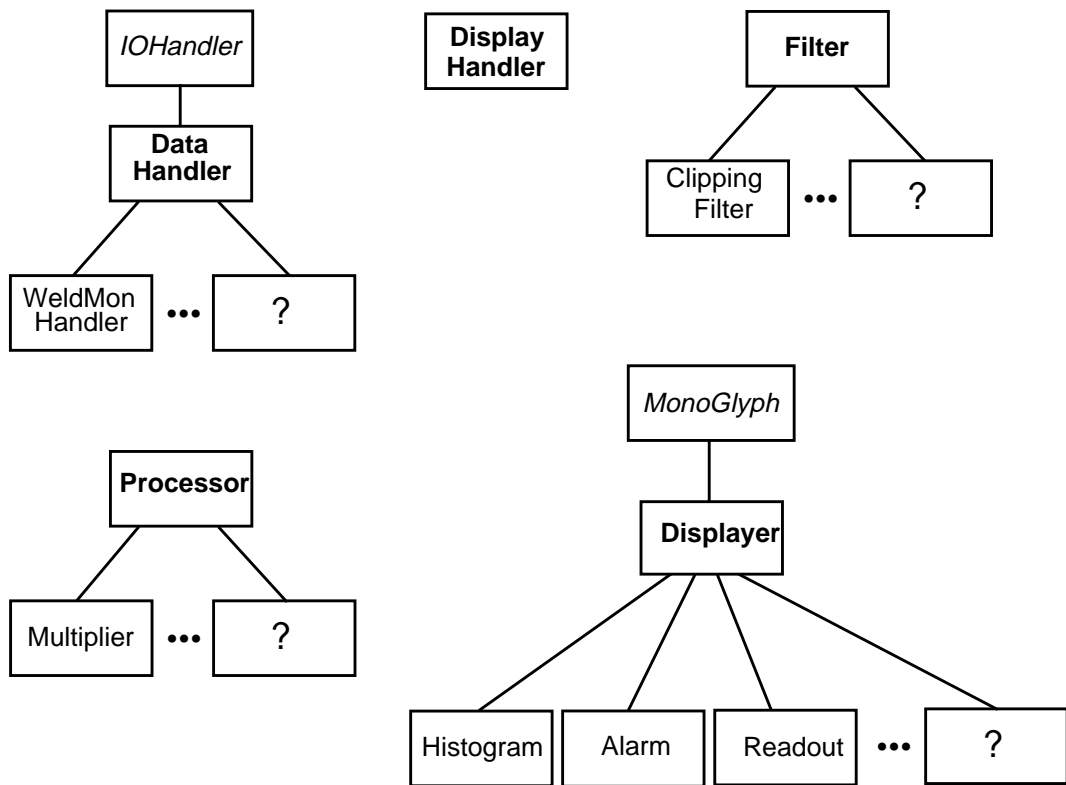 IOHandler
Display
Handler
Filter
Data
Handler
Clipping
Filter
•••
?
WeldMon
Handler
•••
?
MonoGlyph
Processor
Displayer
Multiplier
•••
?
Histogram
Alarm
Readout
•••
?